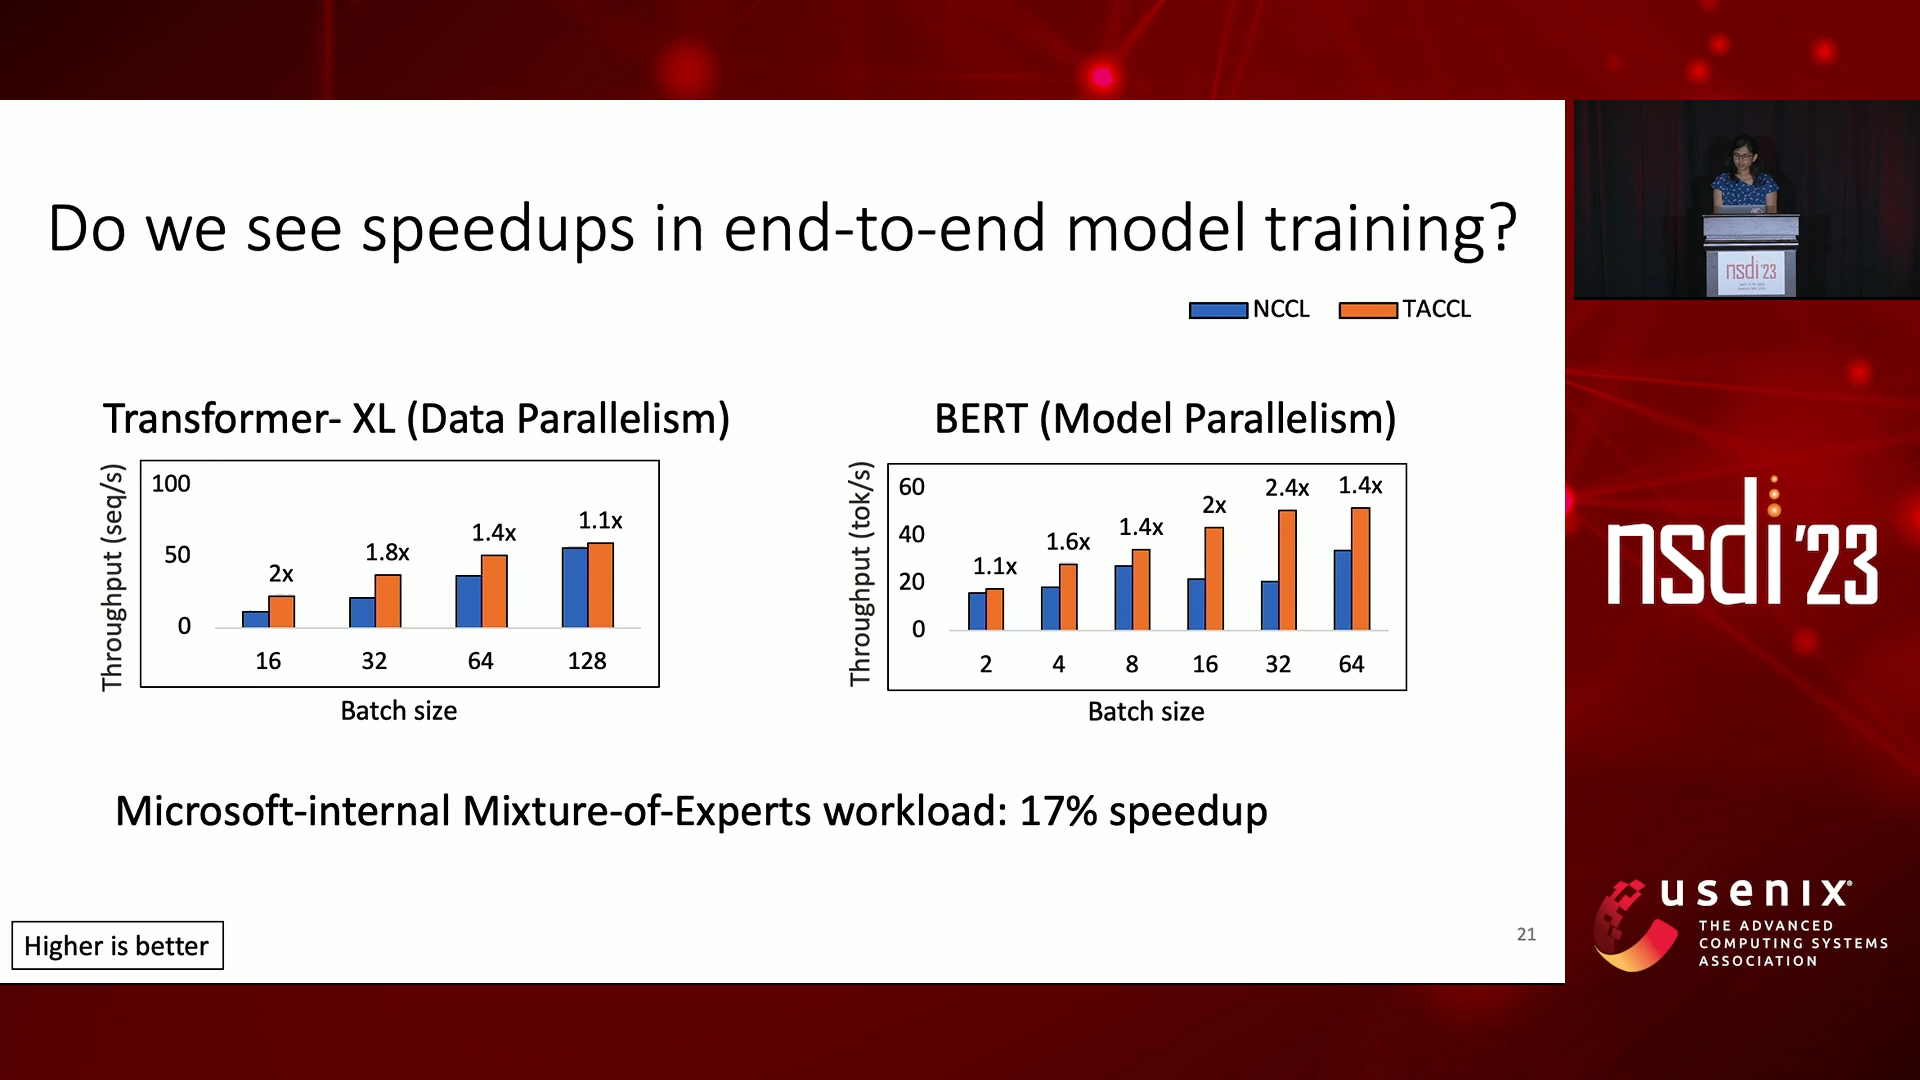 Do we see speedups in end-to-end model training?
NCCL TACCL
Transformer- XL (Data Parallelism)
Throughput (seq/s)
100
50
0
2x
1.8x
1.4x
1.1x
16 32 64 128
Batch size
BERT (Model Parallelism)
Throughput (tok/s)
60
40
20
0
1.1x
1.6x
1.4x
2x
2.4x
1.4x
2 4 8 16 32 64
Batch size
Microsoft-internal Mixture-of-Experts workload: 17% speedup
Higher is better
21
nsdi '23
nsdi '23
usenix®
THE ADVANCED
COMPUTING SYSTEMS
ASSOCIATION